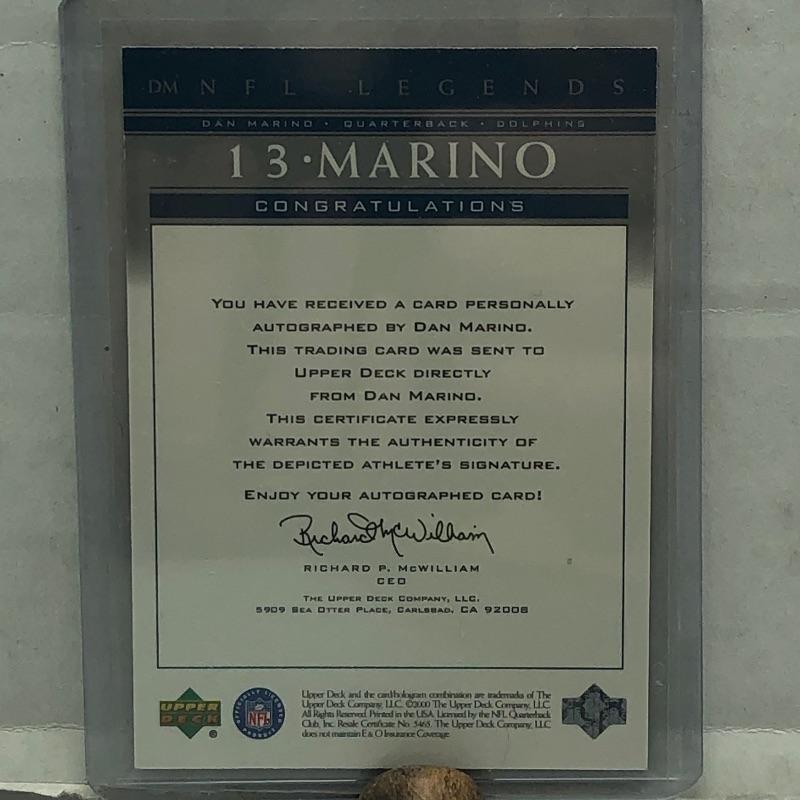 DM NFL LEGENDS
DAN MARINO • QUARTERBACK • DOLPHINS
13·MARINO
CONGRATULATIONS
YOU HAVE RECEIVED A CARD PERSONALLY
AUTOGRAPHED BY DAN MARINO.
THIS TRADING CARD WAS SENT TO
UPPER DECK DIRECTLY
FROM DAN MARINO.
THIS CERTIFICATE EXPRESSLY
WARRANTS THE AUTHENTICITY OF
THE DEPICTED ATHLETE'S SIGNATURE.
ENJOY YOUR AUTOGRAPHED CARD!
Richard McWilliam
RICHARD P. MCWILLIAM
CEO
THE UPPER DECK COMPANY, LLC.
5909 SEA OTTER PLACE, CARLSBAD, CA 92008
UPPER DECK ®
OFFICIALLY LICENSED PRODUCT NFL
Upper Deck and the card/hologram combination are trademarks of The
Upper Deck Company, LLC. ©2000 The Upper Deck Company, LLC.
All Rights Reserved. Printed in the USA. Licensed by the NFL Quarterback
Club, Inc. Resale Certificate No. 3468. The Upper Deck Company, LLC
does not maintain E & O Insurance Coverage.